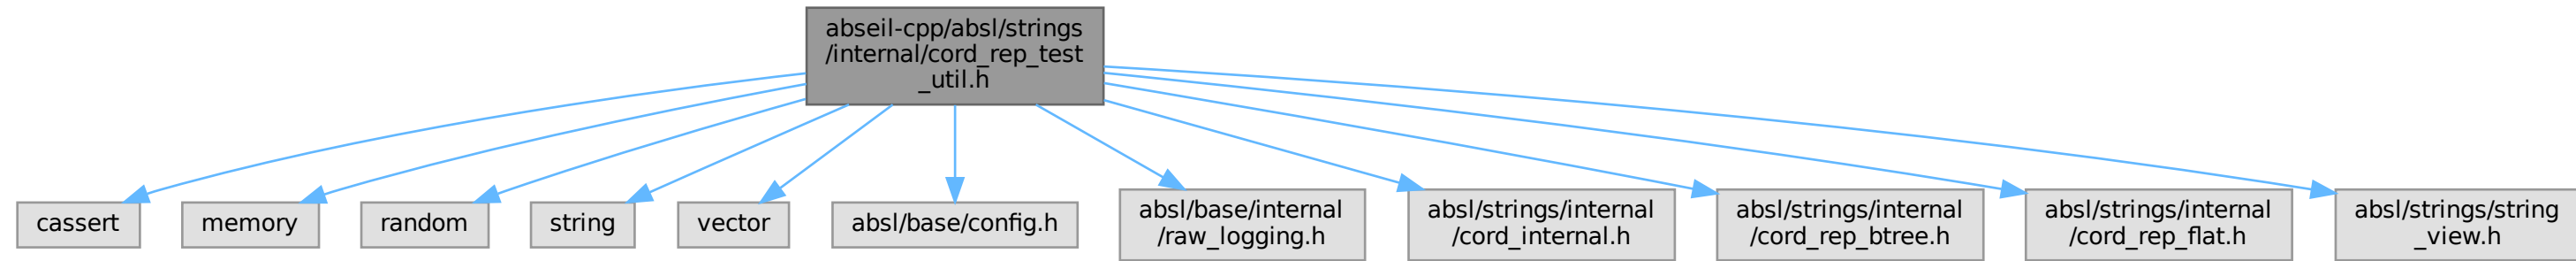 abseil-cpp/absl/strings
/internal/cord_rep_test
_util.h
cassert
memory
random
string
vector
absl/base/config.h
absl/base/internal
/raw_logging.h
absl/strings/internal
/cord_internal.h
absl/strings/internal
/cord_rep_btree.h
absl/strings/internal
/cord_rep_flat.h
absl/strings/string
_view.h